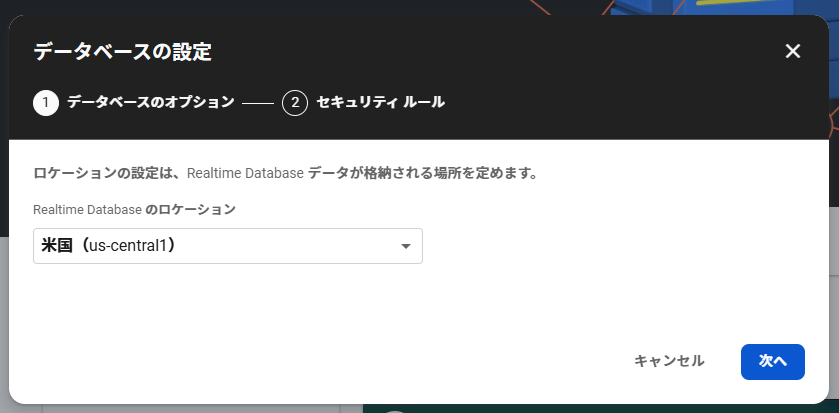 データベースの設定
1 データベースのオプション 2 セキュリティ ルール
ロケーションの設定は、Realtime Database データが格納される場所を定めます。
Realtime Database のロケーション
米国（us-central1）
キャンセル 次へ